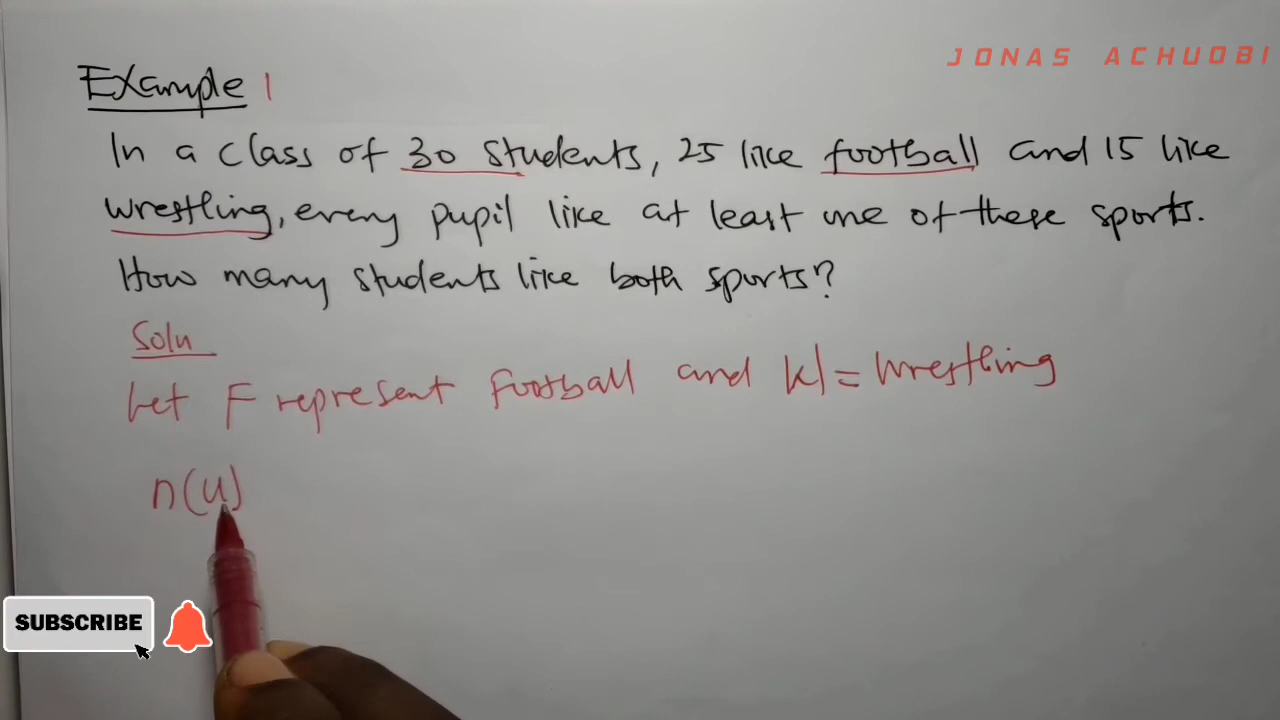 JONAS ACHUOBI
Example 1
In a class of 30 students, 25 like football and 15 like
wrestling, every pupil like at least one of these sports.
How many students like both sports?
Soln
Let F represent Football and W = Wrestling
n(u)
SUBSCRIBE